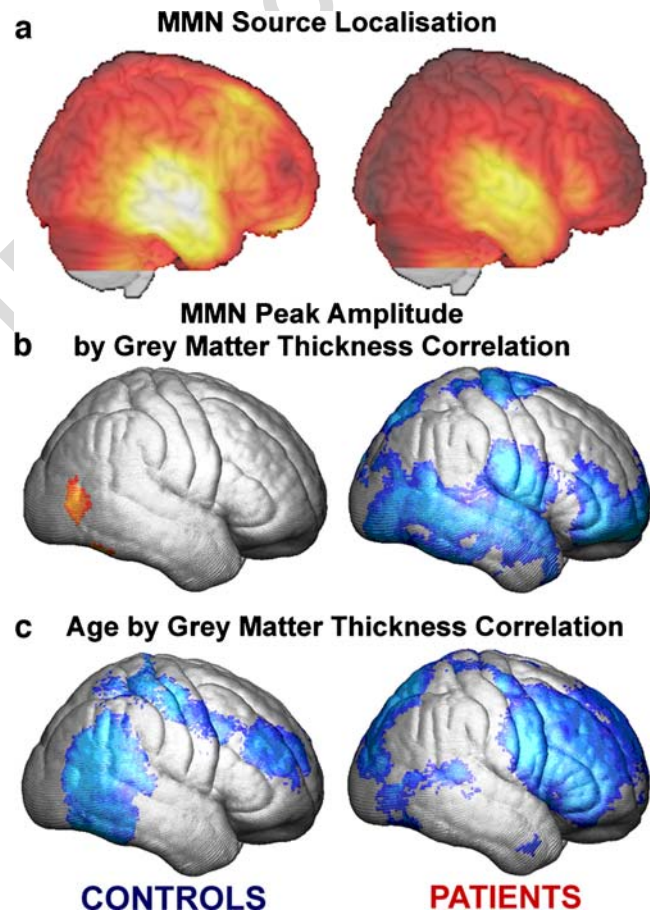 a MMN Source Localisation
MMN Peak Amplitude
b by Grey Matter Thickness Correlation
c Age by Grey Matter Thickness Correlation
CONTROLS PATIENTS